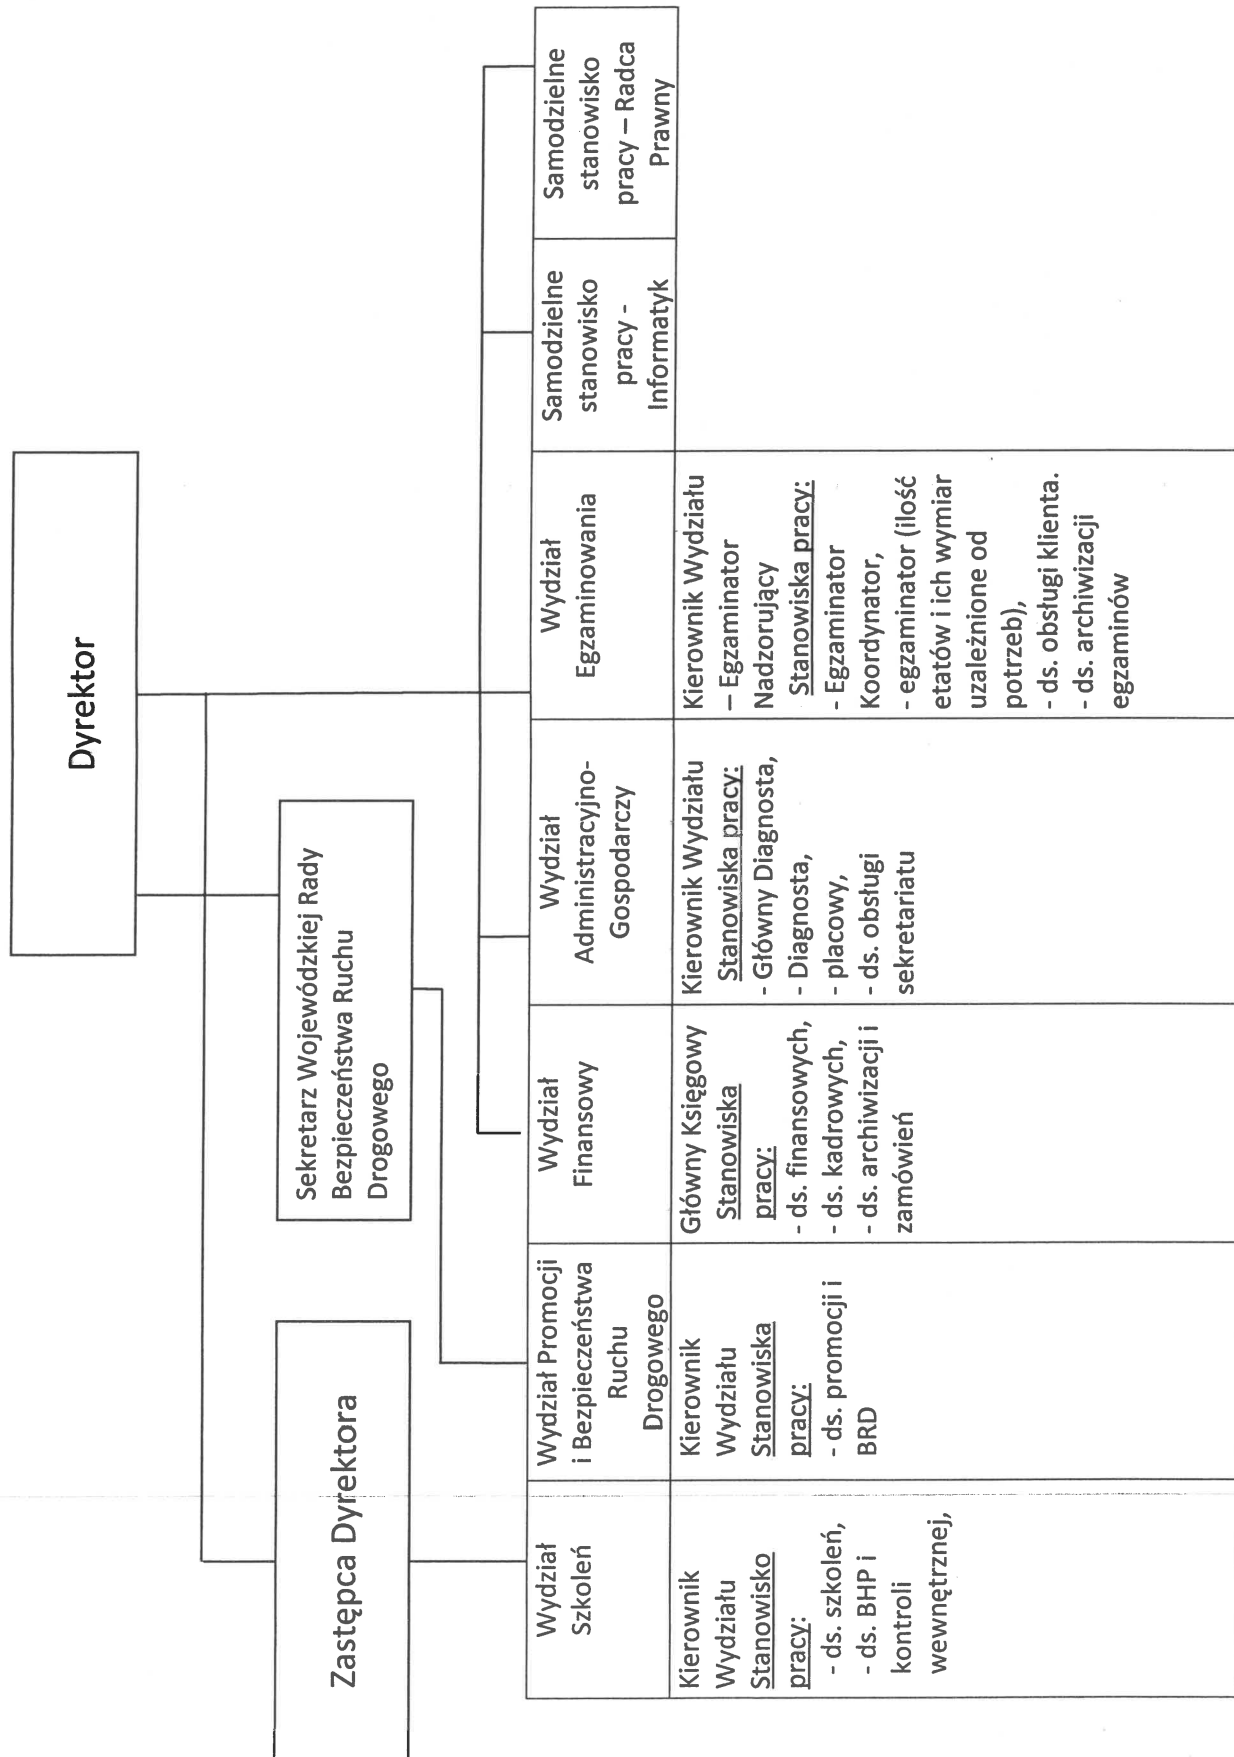 Dyrektor
Sekretarz Wojewódzkiej Rady
Bezpieczeństwa Ruchu
Drogowego
Zastępca Dyrektora
Wydział
Szkoleń
Wydział Promocji
i Bezpieczeństwa
Ruchu
Drogowego
Wydział
Finansowy
Wydział
Administracyjno-
Gospodarczy
Wydział
Egzaminowania
Samodzielne
stanowisko
pracy -
Informatyk
Samodzielne
stanowisko
pracy – Radca
Prawny
Kierownik
Wydziału
Stanowisko
pracy:
- ds. szkoleń,
- ds. BHP i
kontroli
wewnętrznej,
Kierownik
Wydziału
Stanowiska
pracy:
- ds. promocji i
BRD
Główny Księgowy
Stanowiska
pracy:
- ds. finansowych,
- ds. kadrowych,
- ds. archiwizacji i
zamówień
Kierownik Wydziału
Stanowiska pracy:
- Główny Diagnosta,
- Diagnosta,
- placowy,
- ds. obsługi
sekretariatu
Kierownik Wydziału
– Egzaminator
Nadzorujący
Stanowiska pracy:
- Egzaminator
Koordynator,
- egzaminator (ilość
etatów i ich wymiar
uzależnione od
potrzeb),
- ds. obsługi klienta.
- ds. archiwizacji
egzaminów